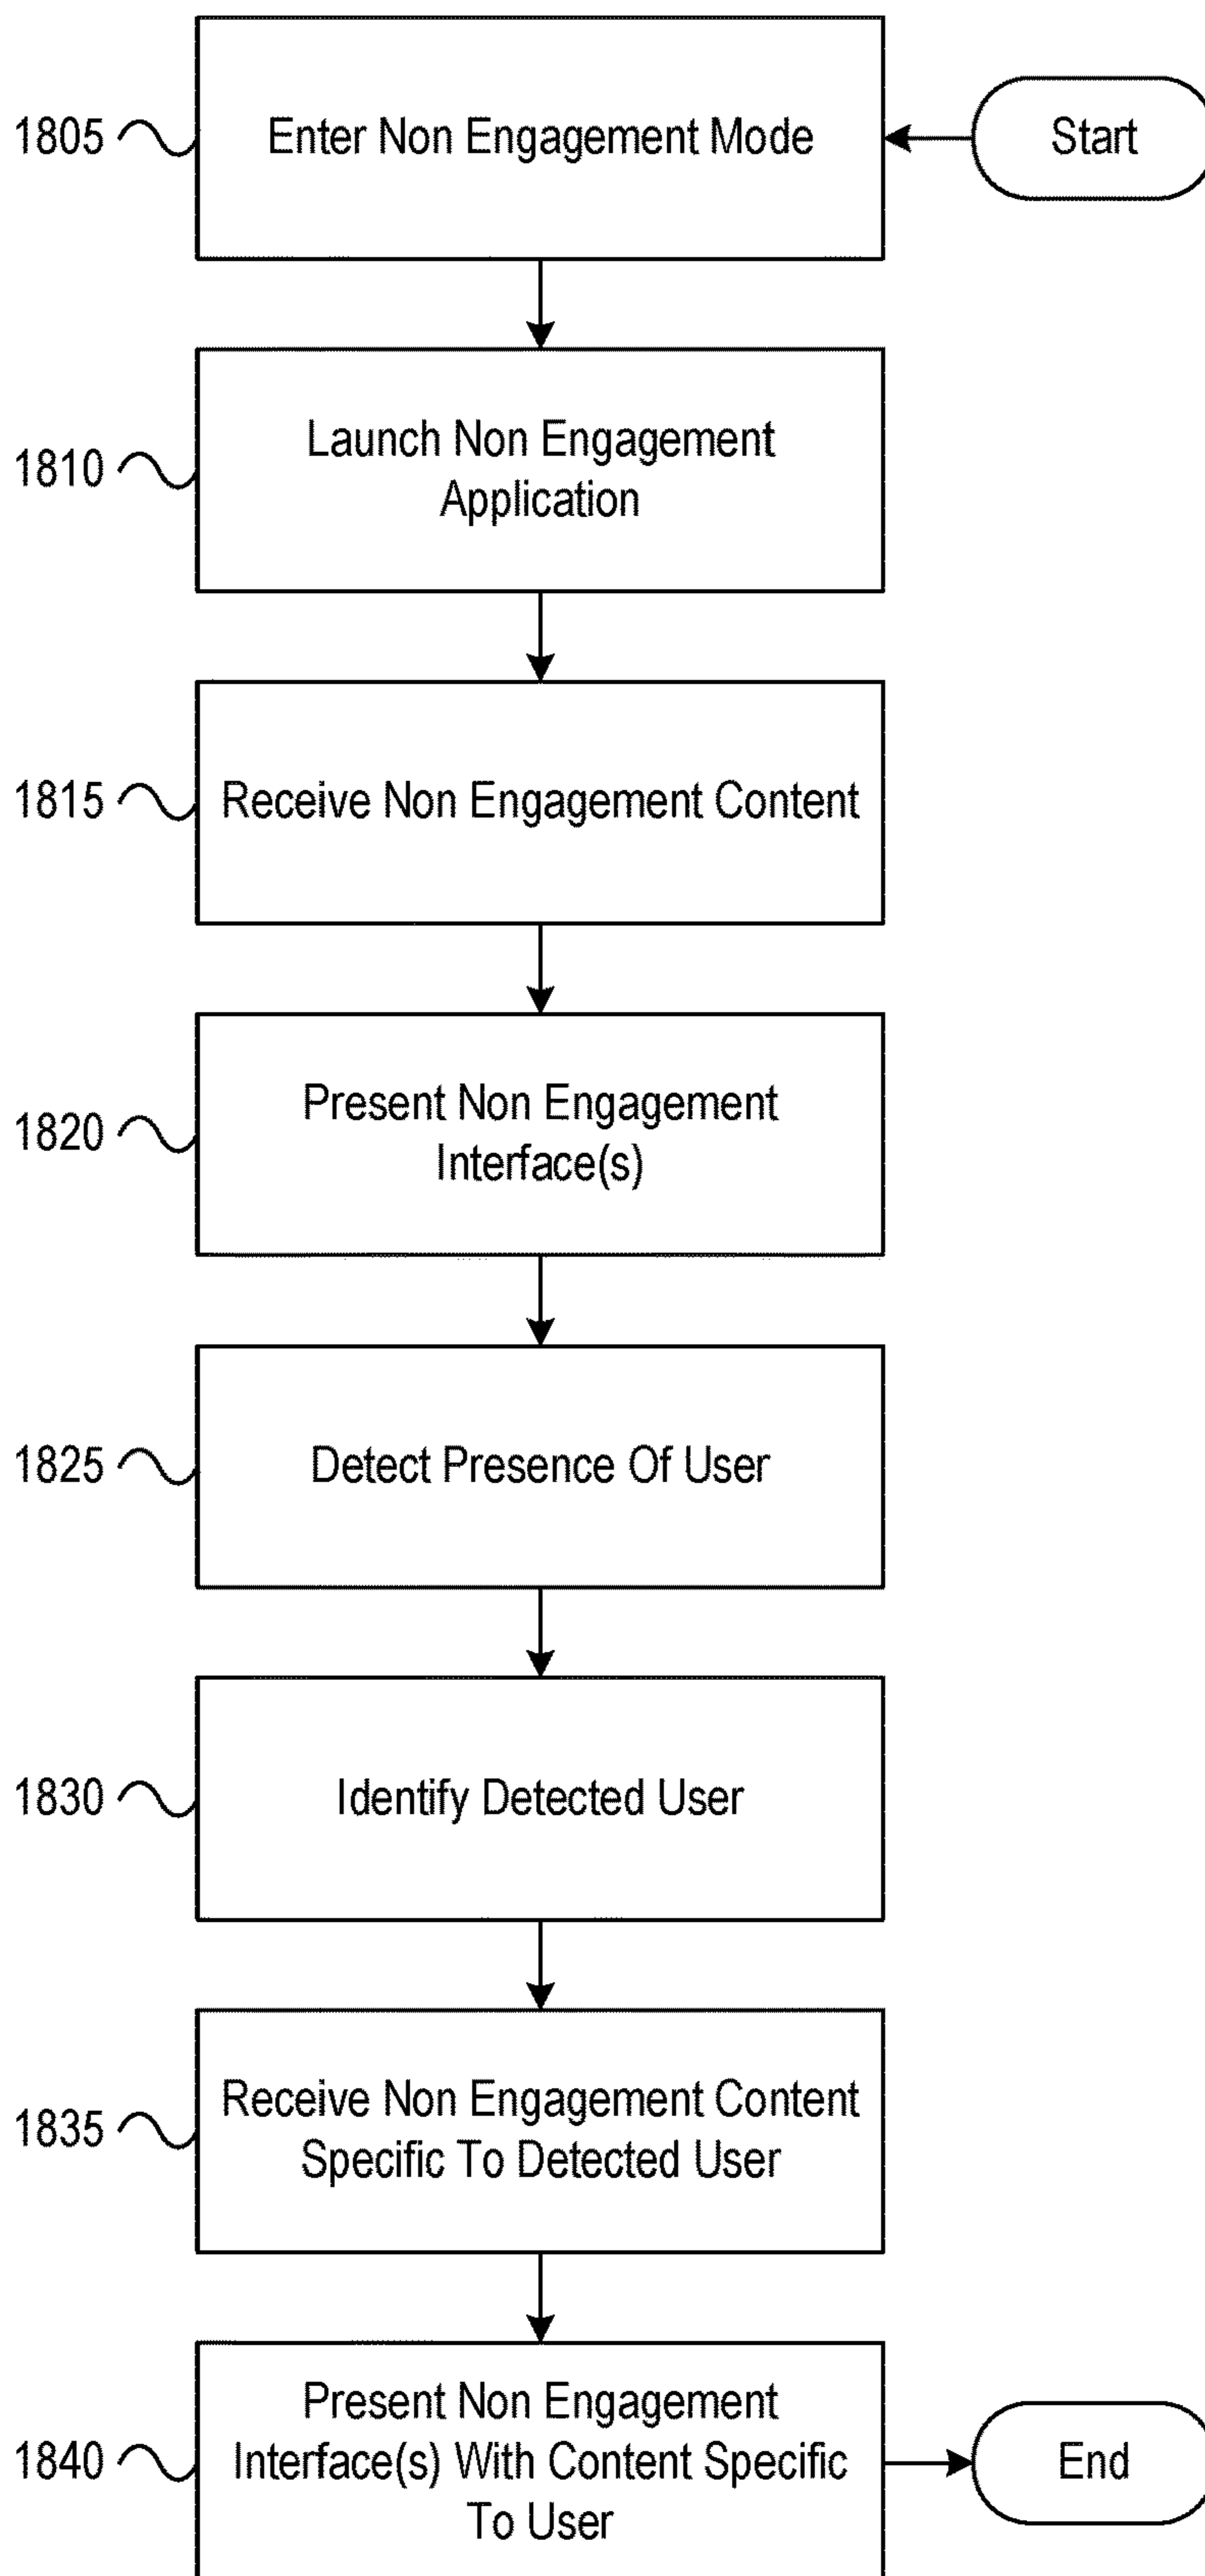 Start
1805
Enter Non Engagement Mode
1810
Launch Non Engagement
Application
1815
Receive Non Engagement Content
1820
Present Non Engagement
Interface(s)
1825
Detect Presence Of User
1830
Identify Detected User
1835
Receive Non Engagement Content
Specific To Detected User
1840
Present Non Engagement
Interface(s) With Content Specific
To User
End